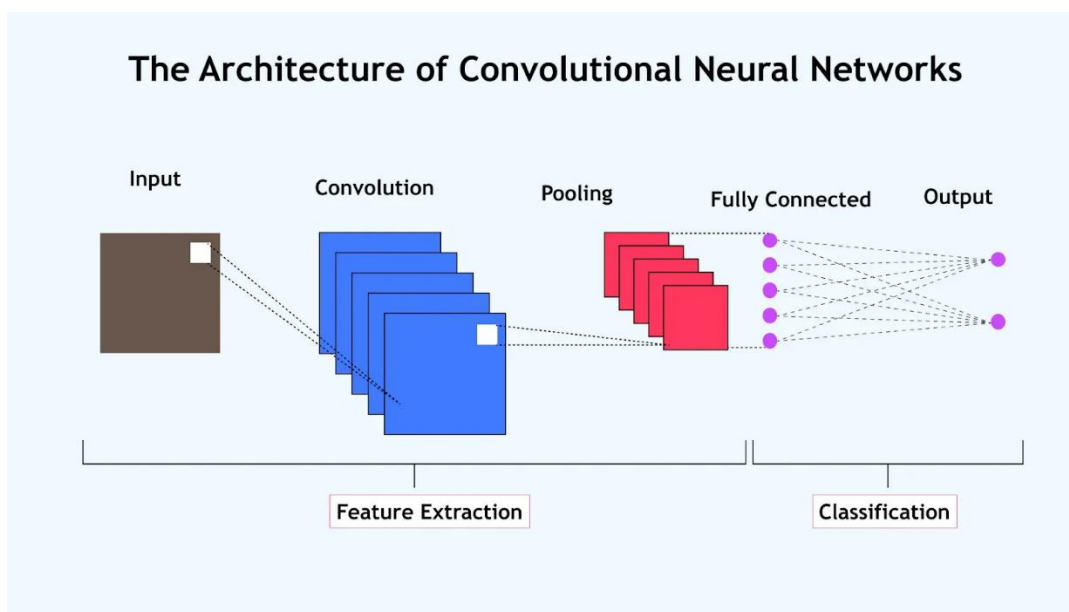 The Architecture of Convolutional Neural Networks
Input
Convolution
Pooling
Fully Connected
Output
Feature Extraction
Classification